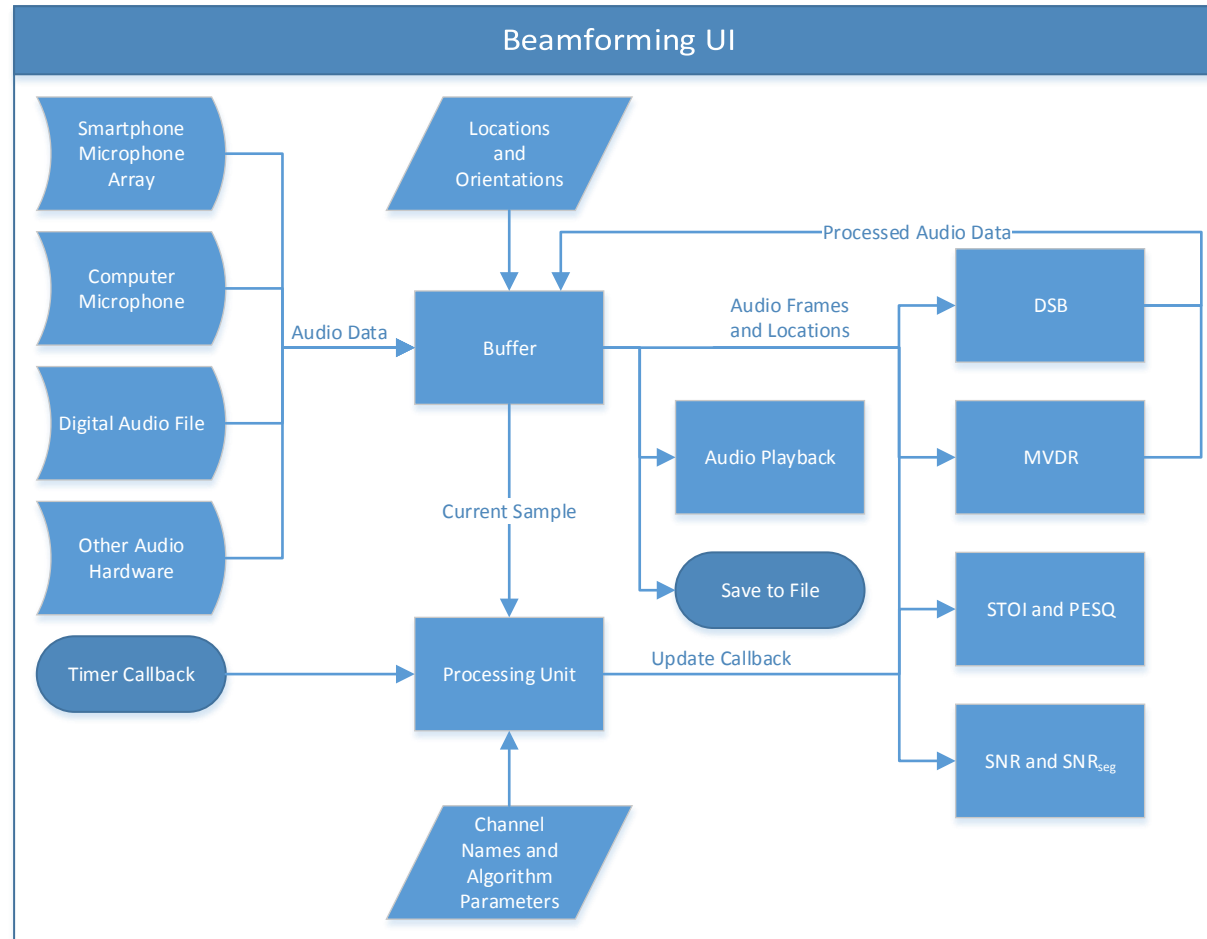 Beamforming UI
Smartphone
Microphone
Array
Locations
and
Orientations
Processed Audio Data
Computer
Microphone
Audio Data
Buffer
Audio Frames
and Locations
DSB
Digital Audio File
Audio Playback
MVDR
Current Sample
Other Audio
Hardware
Save to File
STOI and PESQ
Timer Callback
Processing Unit
Update Callback
SNR and SNRseg
Channel
Names and
Algorithm
Parameters